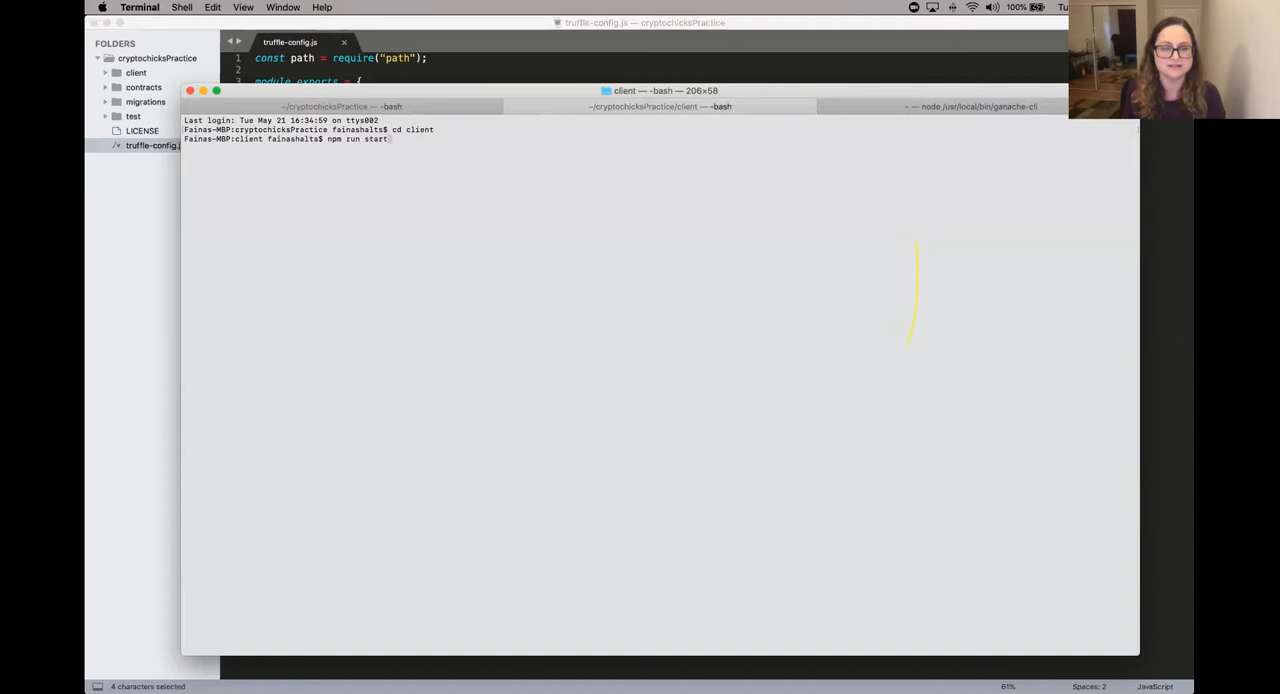 Terminal Shell Edit View Window Help 100% Tu
truffle-config.js — cryptochicksPractice
FOLDERS
cryptochicksPractice
client
contracts
migrations
test
LICENSE
/* truffle-config.j
truffle-config.js ×
1 const path = require("path");
2
3 module.exports = {
client — -bash — 206×58
~/cryptochicksPractice — -bash
~/cryptochicksPractice/client — -bash
~ — node /usr/local/bin/ganache-cli
Last login: Tue May 21 16:34:59 on ttys002
Fainas-MBP:cryptochicksPractice fainashalts$ cd client
Fainas-MBP:client fainashalts$ npm run start
4 characters selected
61%
Spaces: 2
JavaScript